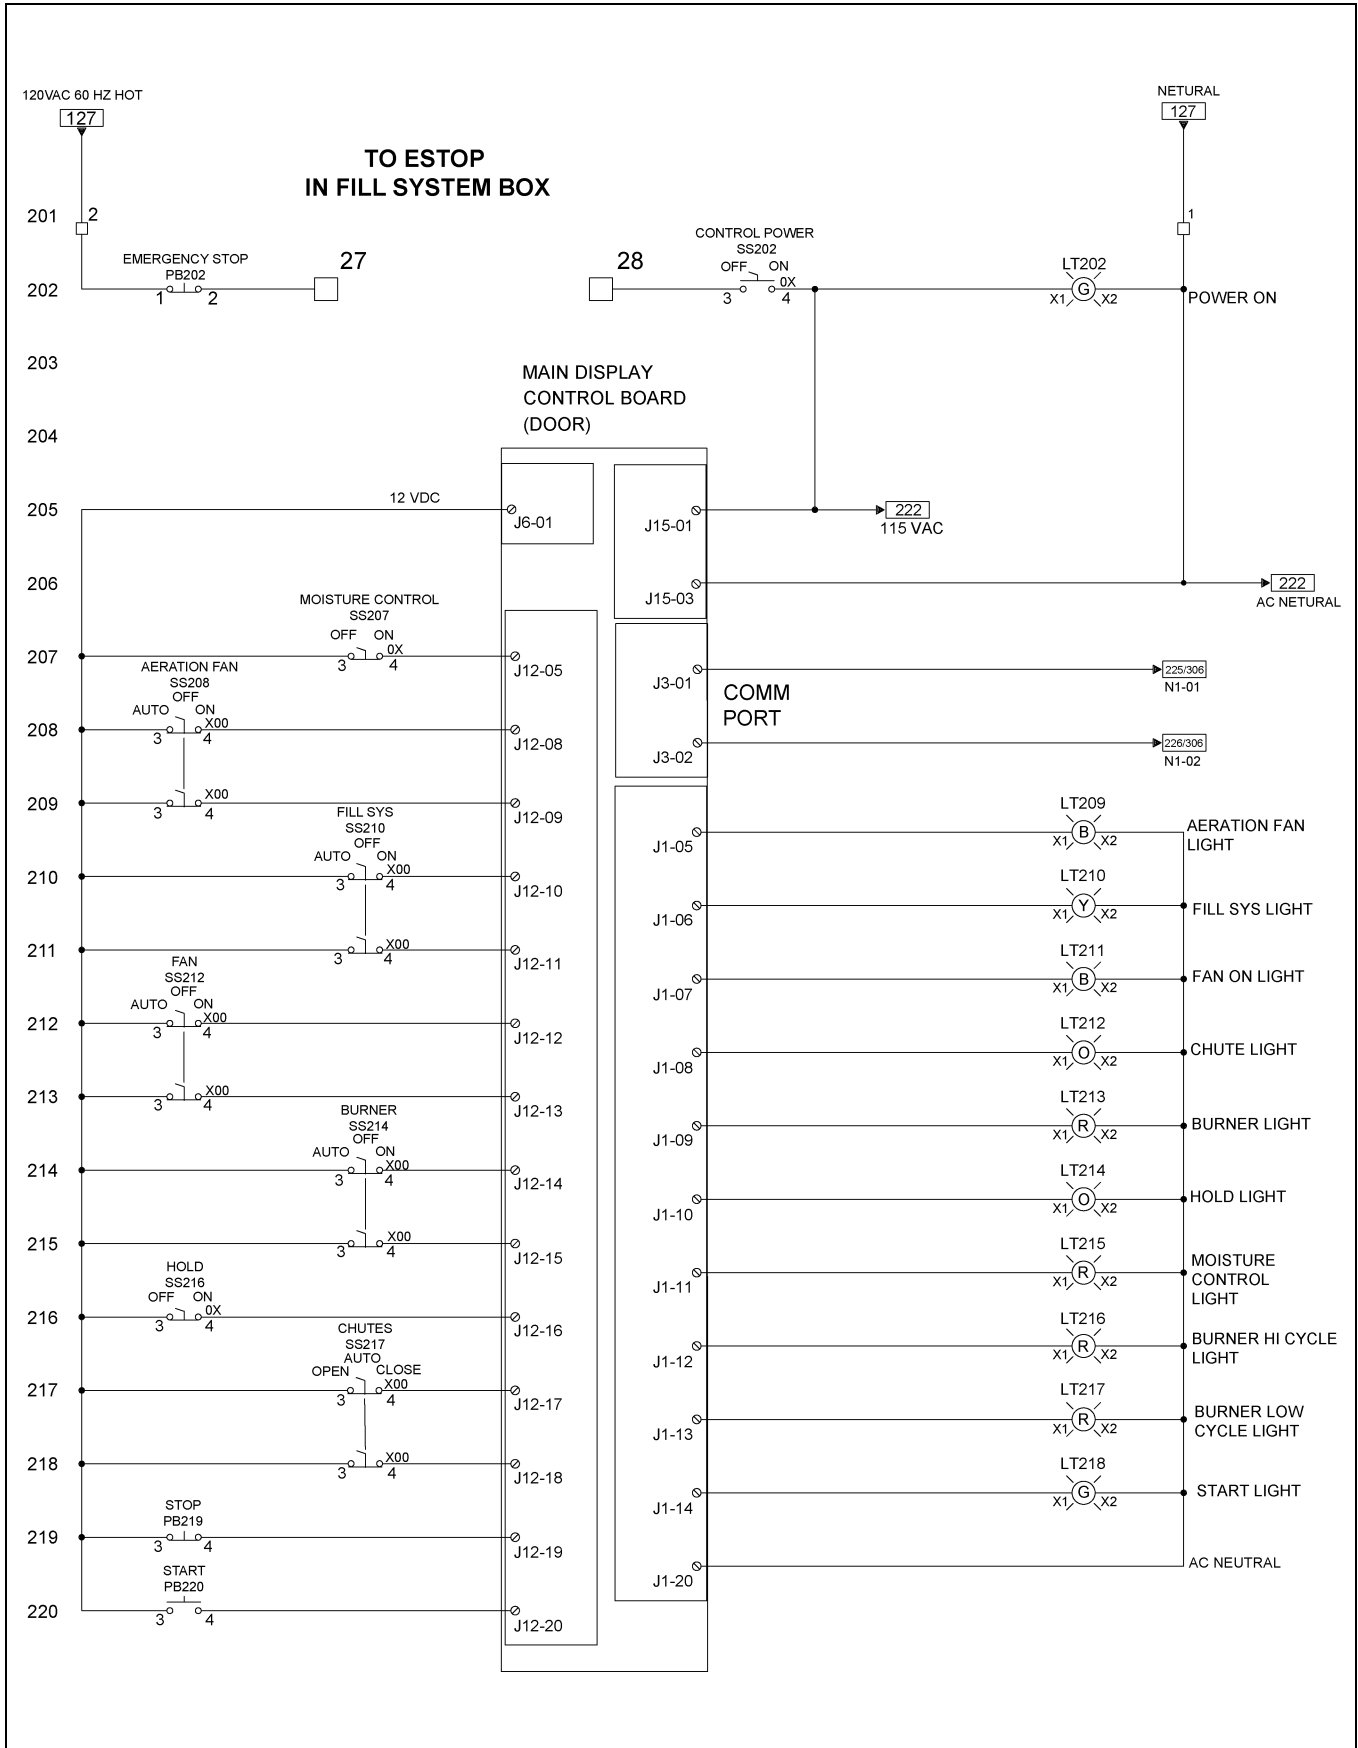 120VAC 60 HZ HOT
127
NETURAL
127
TO ESTOP
IN FILL SYSTEM BOX
201
2
1
202
EMERGENCY STOP
PB202
1 2
27
28
CONTROL POWER
SS202
OFF ON
0X
3 4
LT202
G
X1 X2
POWER ON
203
MAIN DISPLAY
CONTROL BOARD
(DOOR)
204
205
12 VDC
J6-01
J15-01
222
115 VAC
206
J15-03
222
AC NETURAL
207
MOISTURE CONTROL
SS207
OFF ON
0X
3 4
J12-05
J3-01
COMM
PORT
225/306
N1-01
208
AERATION FAN
SS208
OFF
AUTO ON
X00
3 4
J12-08
J3-02
226/306
N1-02
209
X00
3 4
J12-09
J1-05
LT209
B
X1 X2
AERATION FAN
LIGHT
210
FILL SYS
SS210
OFF
AUTO ON
X00
3 4
J12-10
J1-06
LT210
Y
X1 X2
FILL SYS LIGHT
211
X00
3 4
J12-11
J1-07
LT211
B
X1 X2
FAN ON LIGHT
212
FAN
SS212
OFF
AUTO ON
X00
3 4
J12-12
J1-08
LT212
O
X1 X2
CHUTE LIGHT
213
X00
3 4
J12-13
J1-09
LT213
R
X1 X2
BURNER LIGHT
214
BURNER
SS214
OFF
AUTO ON
X00
3 4
J12-14
J1-10
LT214
O
X1 X2
HOLD LIGHT
215
X00
3 4
J12-15
J1-11
LT215
R
X1 X2
MOISTURE
CONTROL
LIGHT
216
HOLD
SS216
OFF ON
0X
3 4
J12-16
J1-12
LT216
R
X1 X2
BURNER HI CYCLE
LIGHT
217
CHUTES
SS217
AUTO
OPEN CLOSE
X00
3 4
J12-17
J1-13
LT217
R
X1 X2
BURNER LOW
CYCLE LIGHT
218
X00
3 4
J12-18
J1-14
LT218
G
X1 X2
START LIGHT
219
STOP
PB219
3 4
J12-19
J1-20
AC NEUTRAL
220
START
PB220
3 4
J12-20